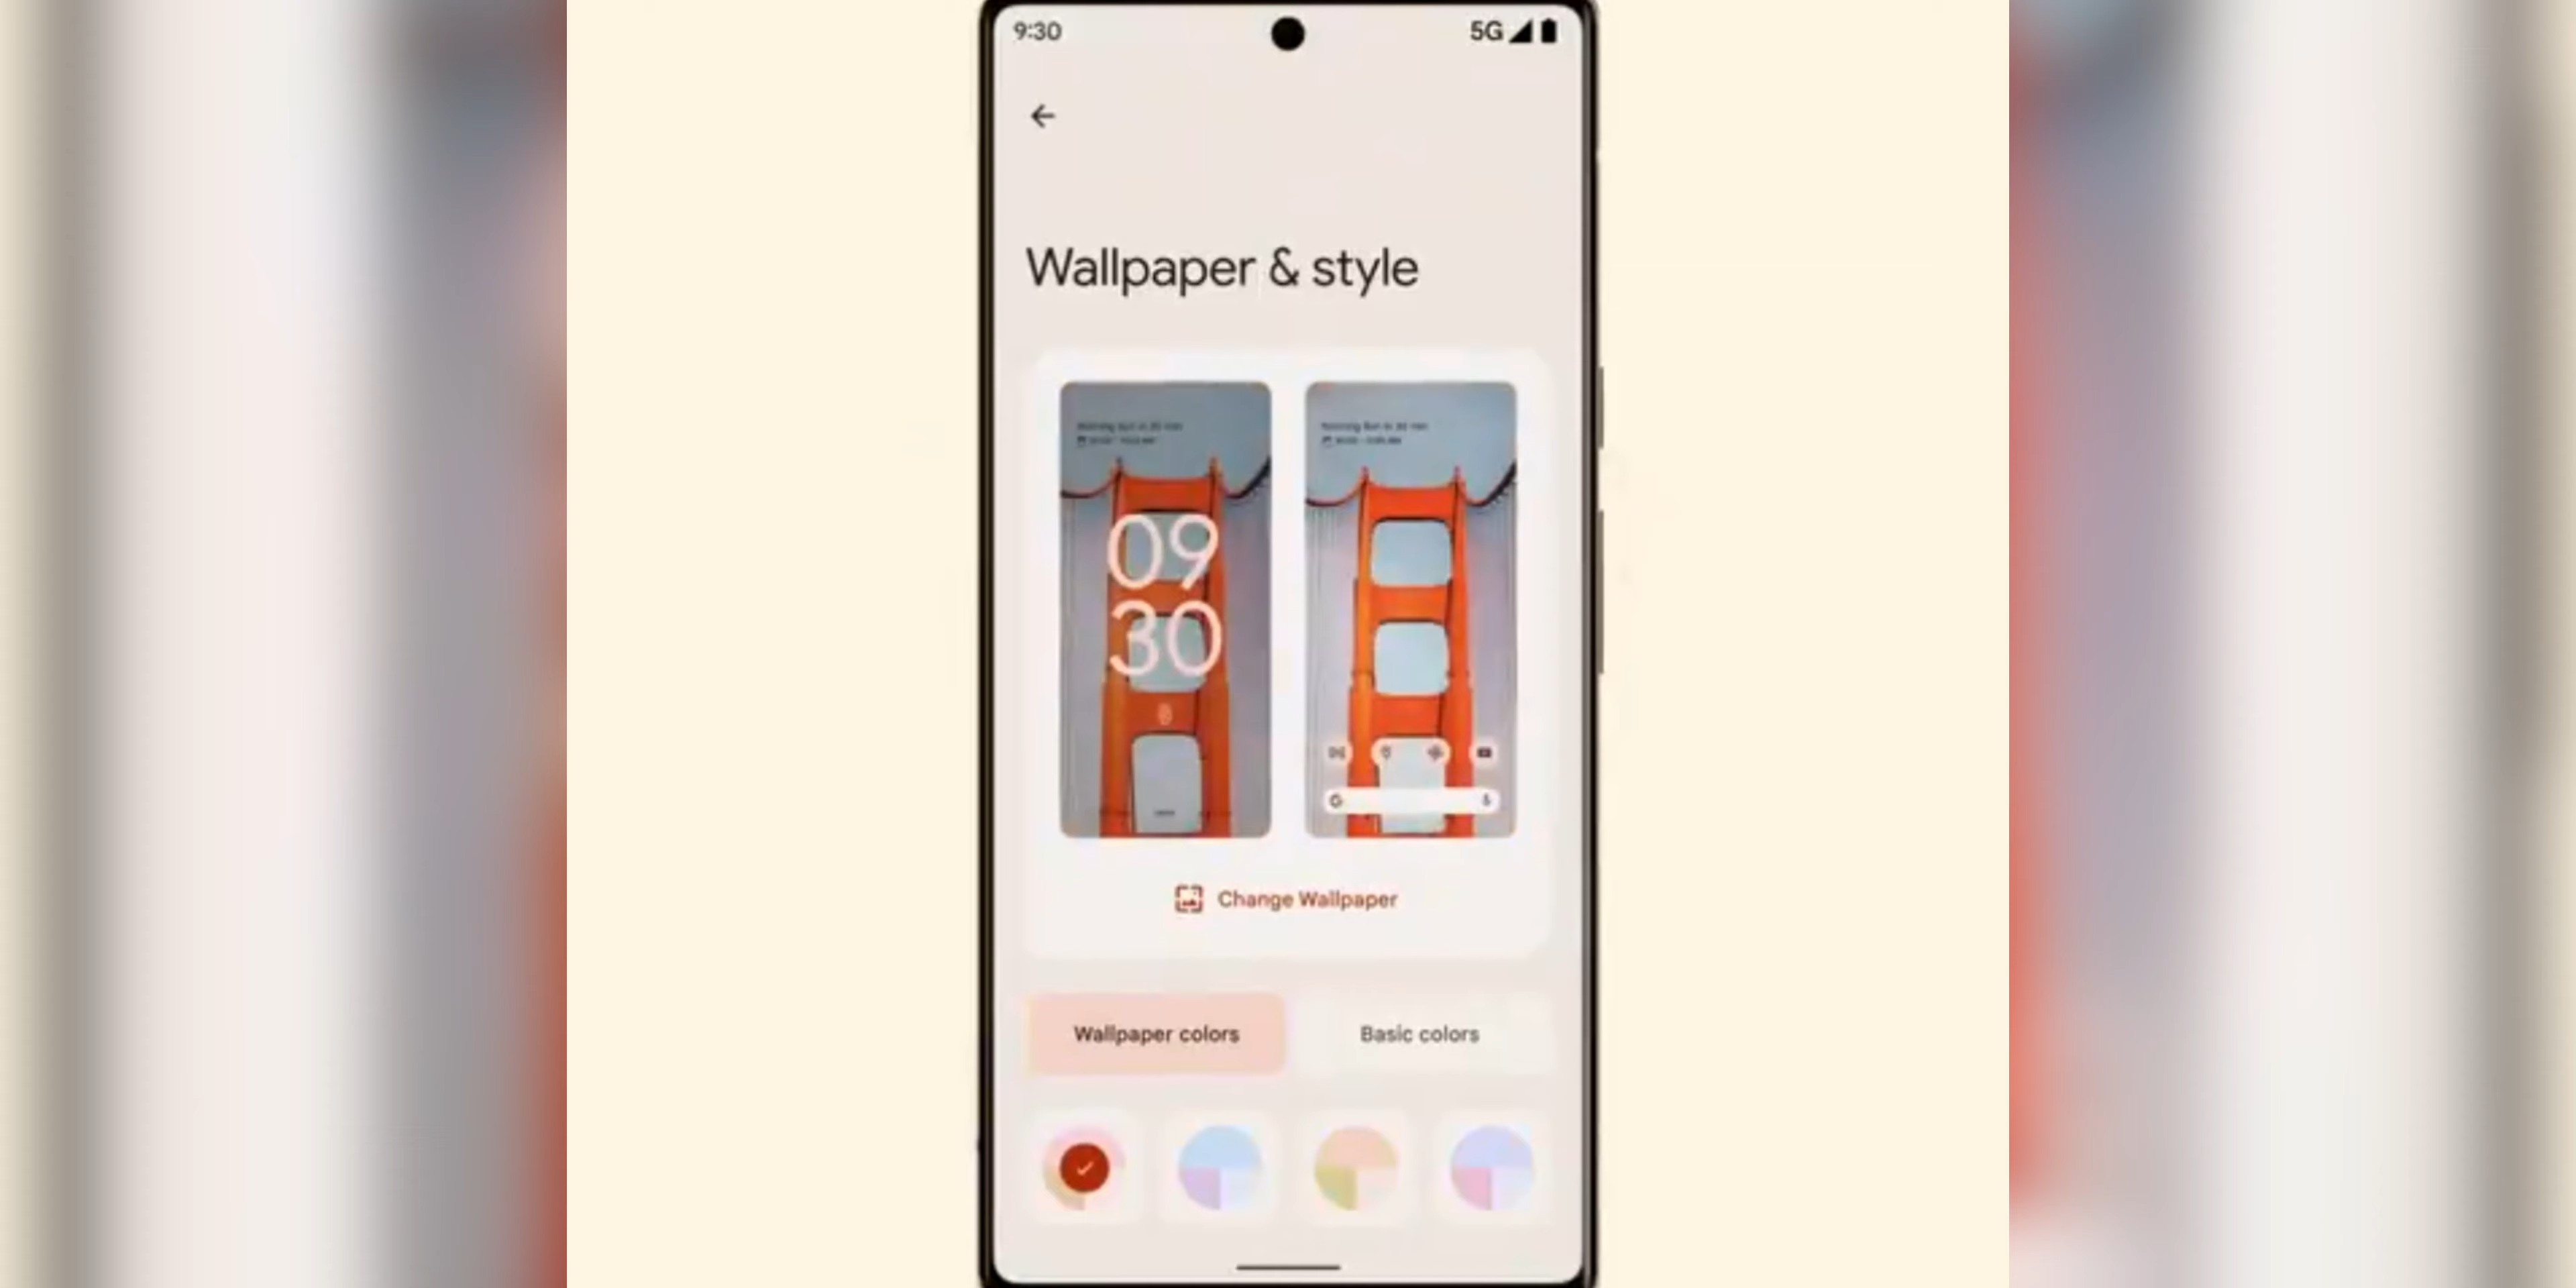 9:30
5G
Wallpaper & style
09
30
G
Change Wallpaper
Wallpaper colors
Basic colors